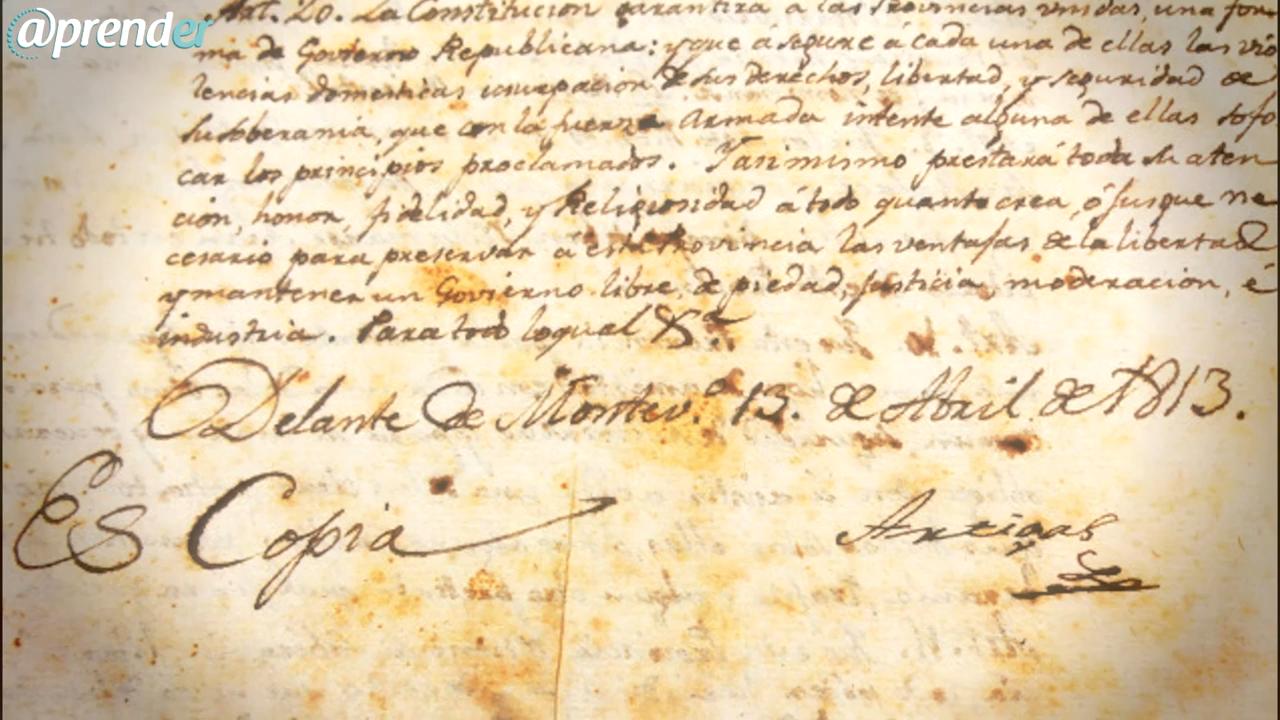 @prender
Art. 20. La Constitucion garantirá á las Provincias unidas, una for
ma de Govierno Republicana: y que ásegure á cada una de ellas las vio
lencias domesticas usurpacion de sus derechos, libertad, y seguridad de
su soberania, que con la fuerza armada intente alguna de ellas sofo
car los principios proclamados. Yasimismo prestará toda su aten
cion, honor, fidelidad, y Religiosidad á todo quanto crea, ó jusgue ne
cesario para preservar á esta Provincia las ventajas de la libertad
y mantener un Govierno libre, de piedad, justicia, moderacion, é
industria. Para todo lo qual &.ª
Delante de Montev.º 13. de Abril de 1813.
Es Copia
Artigas